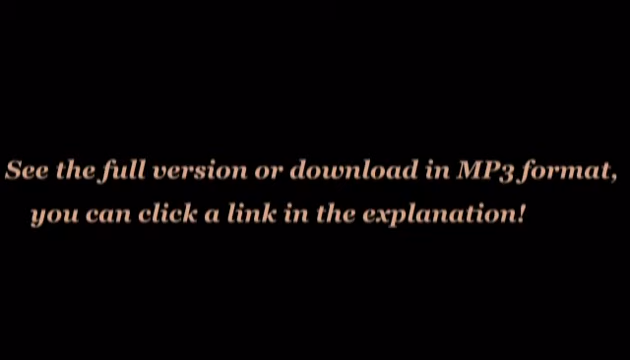 See the full version or download in MP3 format,
you can click a link in the explanation!